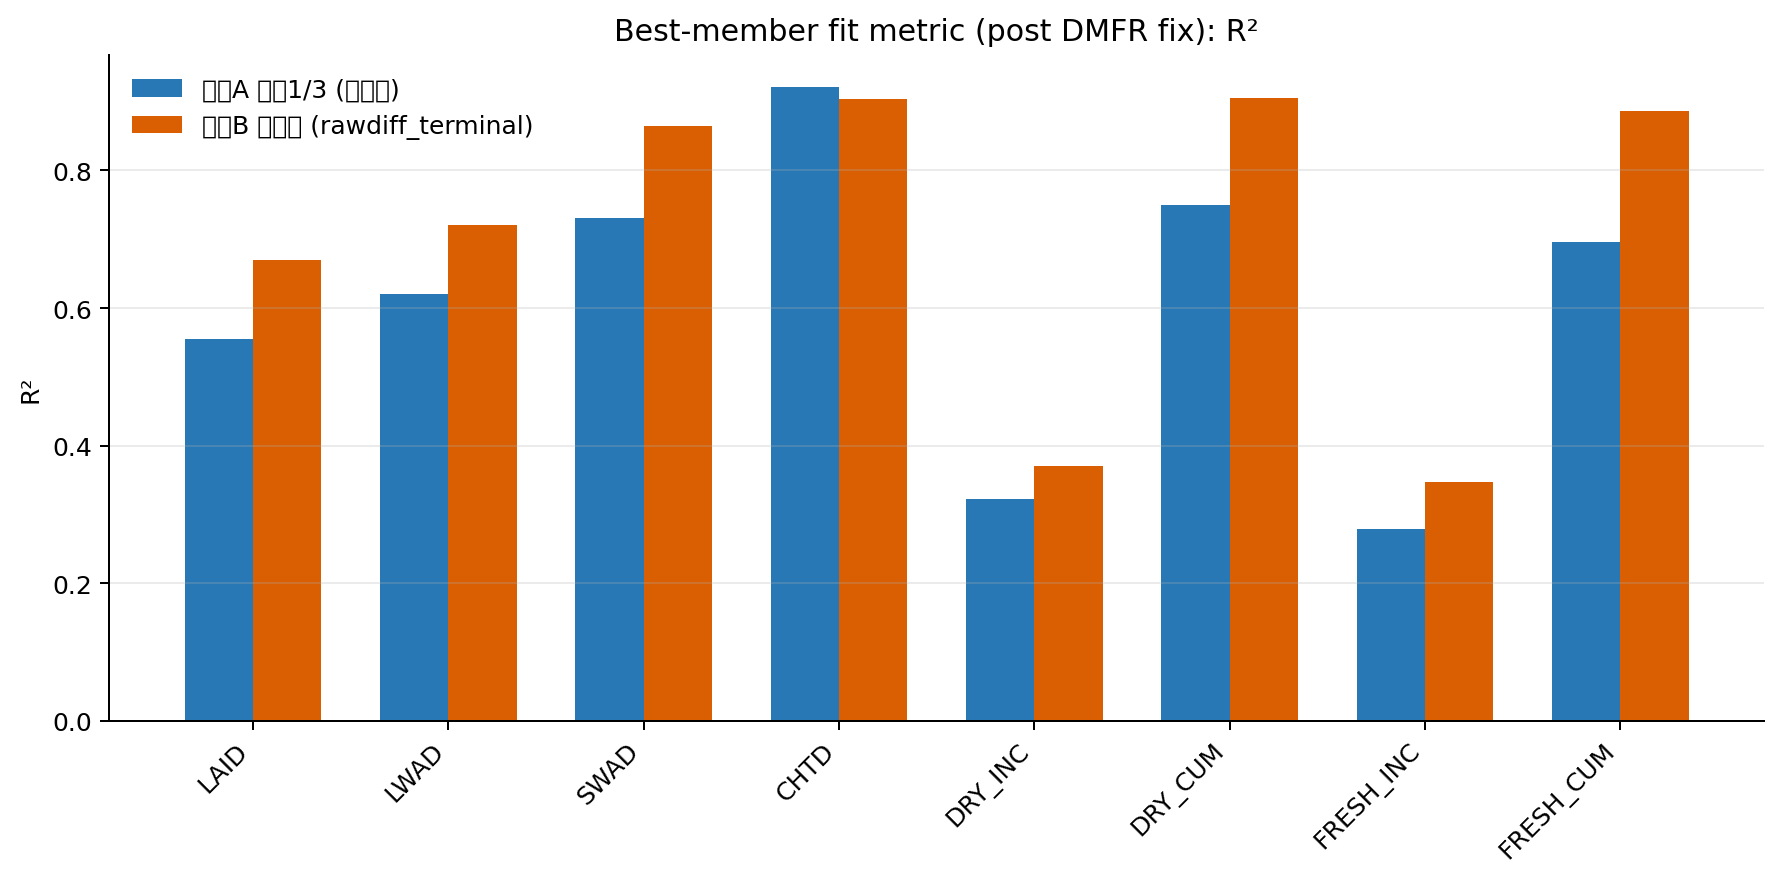 Best-member fit metric (post DMFR fix): R²
A 1/3
B (rawdiff_terminal)
R²
0.8
0.6
0.4
0.2
0.0
LAID
LWAD
SWAD
CHTD
DRY_INC
DRY_CUM
FRESH_INC
FRESH_CUM